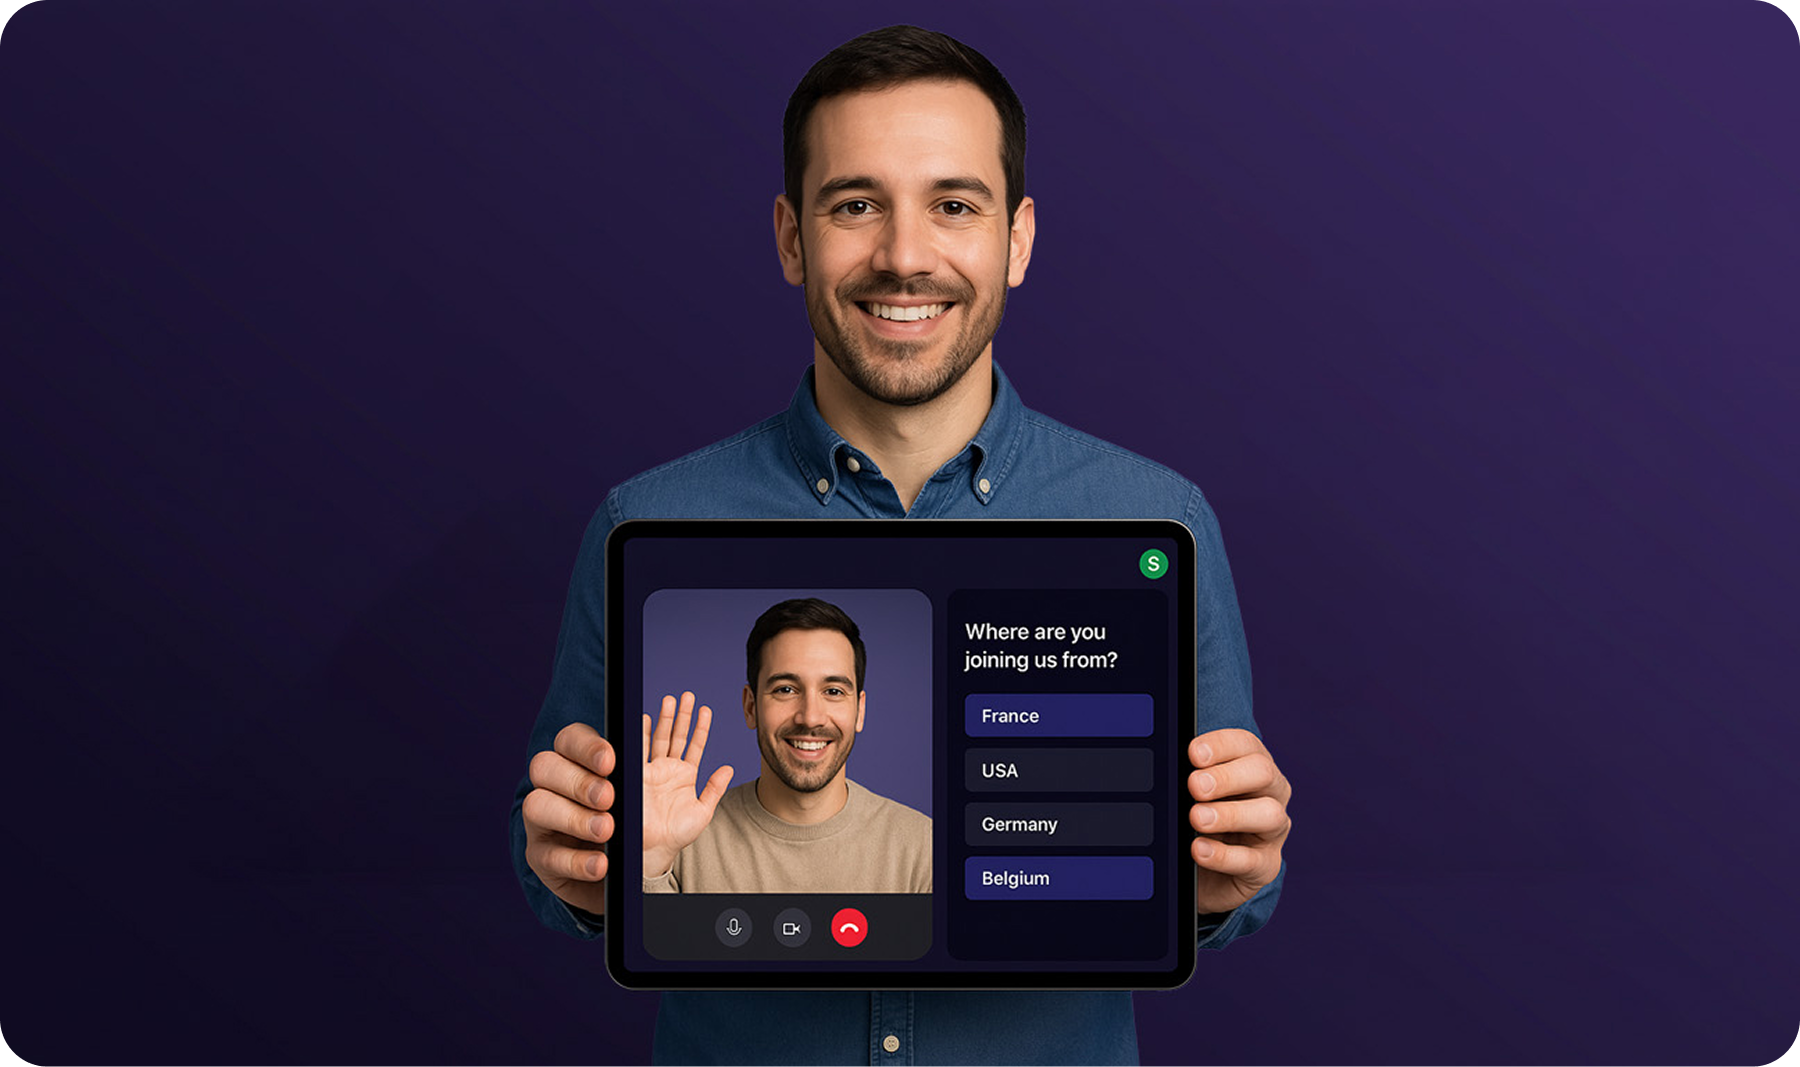 S
Where are you
joining us from?
France
USA
Germany
Belgium